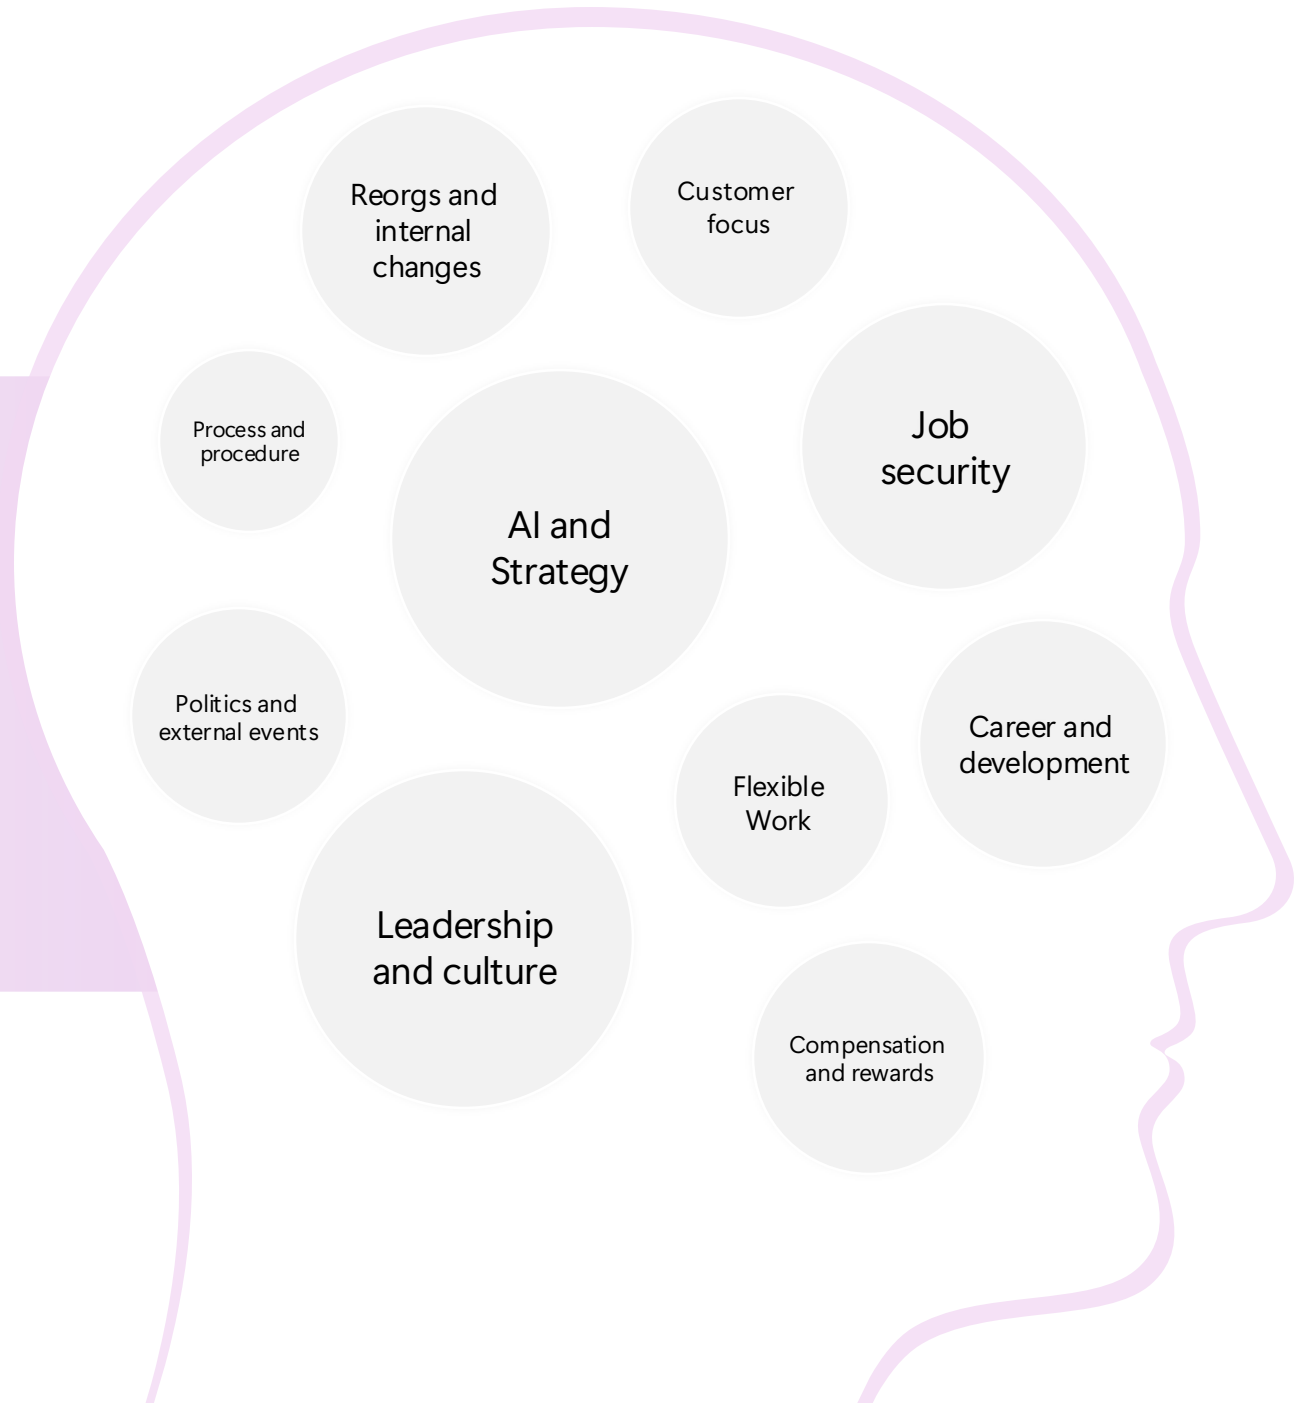 Reorgs and
internal
changes
Customer
focus
Process and
procedure
AI and
Strategy
Job
security
Politics and
external events
Flexible
Work
Career and
development
Leadership
and culture
Compensation
and rewards